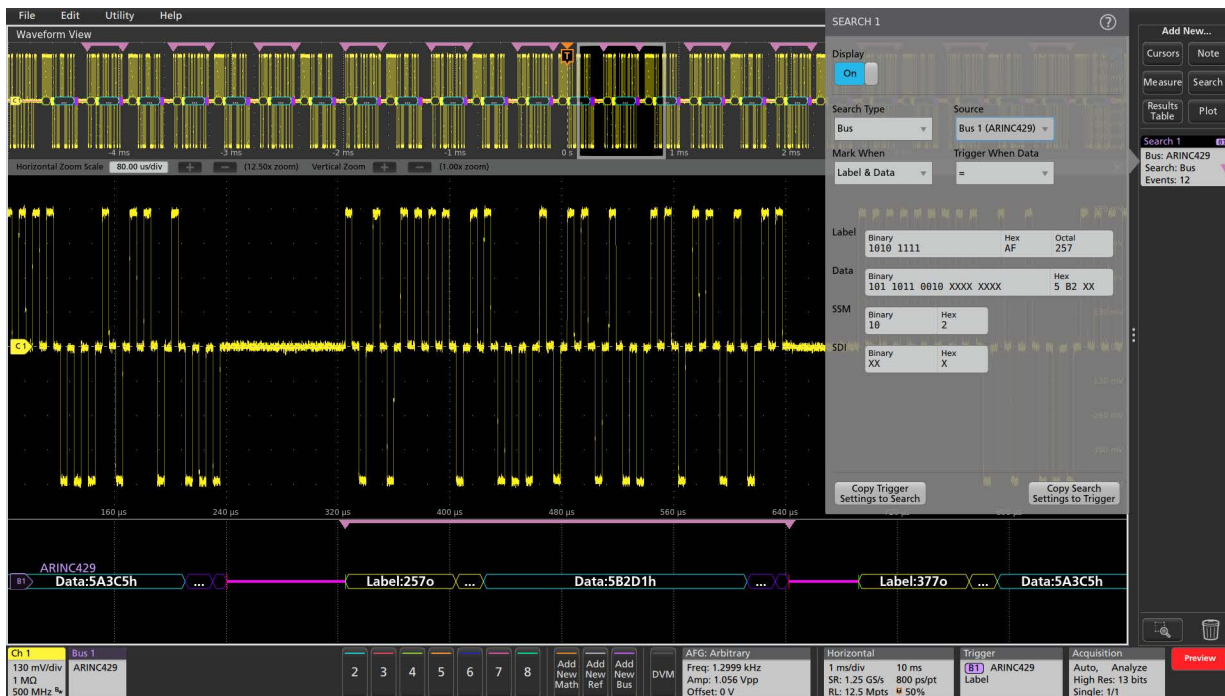 File Edit Utility Help
Waveform View
-4 ms -3 ms -1 ms 0 s 1 ms 2 ms
Horizontal Zoom Scale 80.00 us/div + – (12.50x zoom) Vertical Zoom + – (1.00x zoom)
C1
160 µs 240 µs 320 µs 400 µs 480 µs 560 µs 640 µs
ARINC429
B1 Data:5A3C5h ... Label:257o ... Data:5B2D1h ... Label:377o ... Data:5A3C5h
SEARCH 1 ?
Display
On
Search Type Source
Bus Bus 1 (ARINC429)
Mark When Trigger When Data
Label & Data =
Label
Binary Hex Octal
1010 1111 AF 257
Data
Binary Hex
101 1011 0010 XXXX XXXX 5 B2 XX
SSM
Binary Hex
10 2
SDI
Binary Hex
XX X
Copy Trigger Copy Search
Settings to Search Settings to Trigger
Add New...
Cursors Note
Measure Search
Results Plot
Table
Search 1 B1
Bus: ARINC429
Search: Bus
Events: 12
Ch 1
130 mV/div
1 MΩ
500 MHz
Bus 1
ARINC429
2 3 4 5 6 7 8
Add New Math
Add New Ref
Add New Bus
DVM
AFG: Arbitrary
Freq: 1.2999 kHz
Amp: 1.056 Vpp
Offset: 0 V
Horizontal
1 ms/div 10 ms
SR: 1.25 GS/s 800 ps/pt
RL: 12.5 Mpts 50%
Trigger
B1 ARINC429
Label
Acquisition
Auto, Analyze
High Res: 13 bits
Single: 1/1
Preview